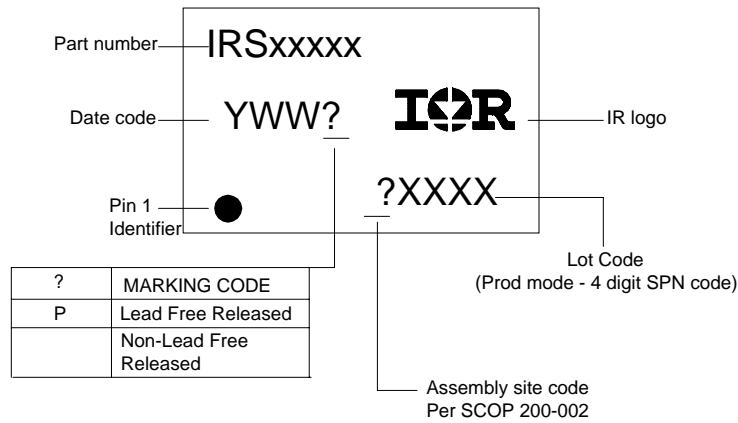 Part number
IRSxxxxx
Date code
YWW?
IOR
IR logo
?XXXX
Pin 1
Identifier
Lot Code
(Prod mode - 4 digit SPN code)
? MARKING CODE
P Lead Free Released
Non-Lead Free
Released
Assembly site code
Per SCOP 200-002